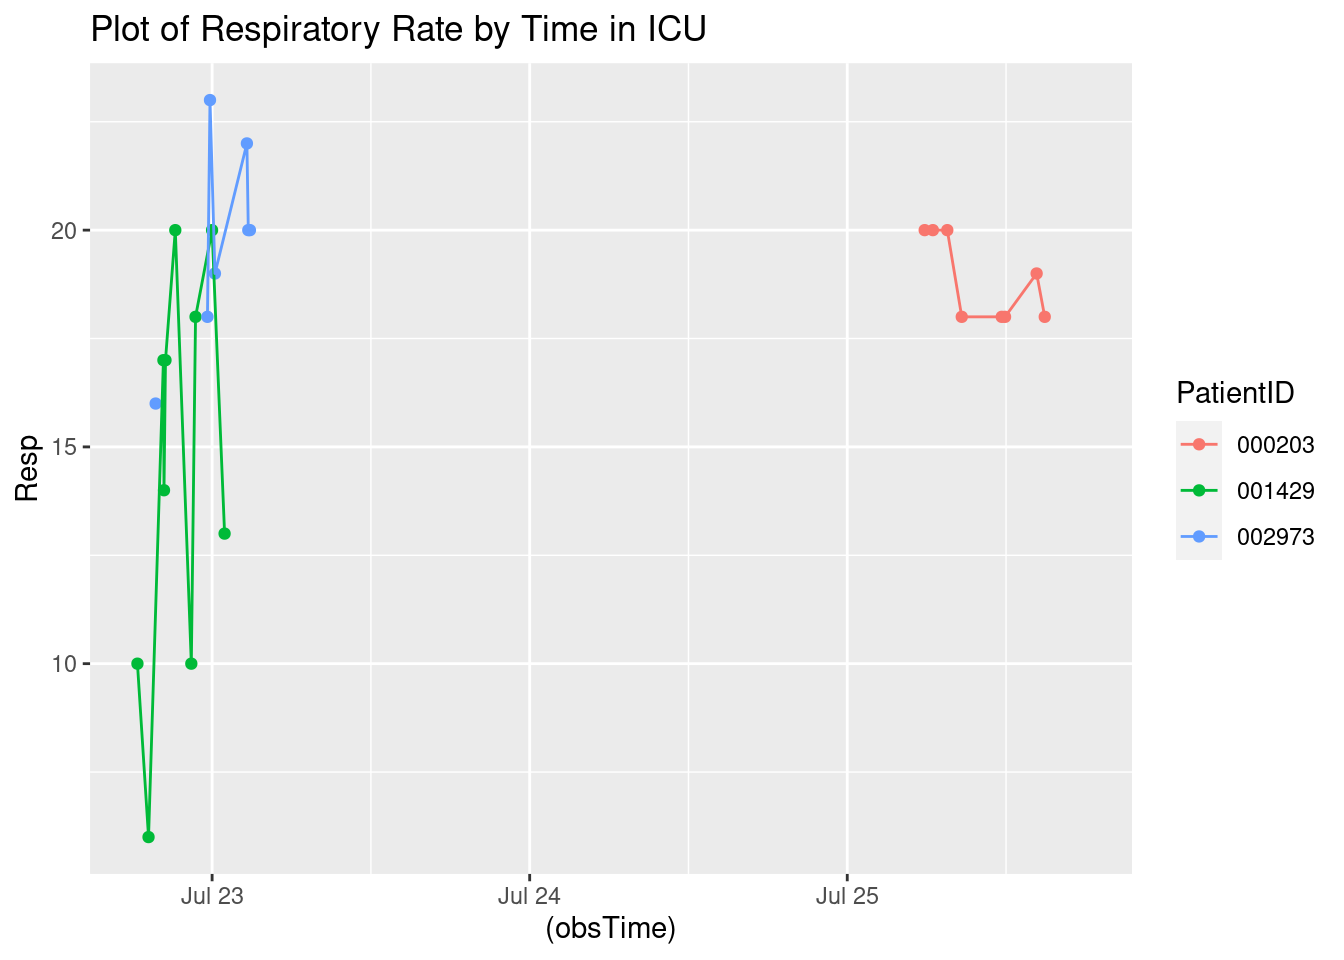 Plot of Respiratory Rate by Time in ICU
Resp
20
15
10
Jul 23
Jul 24
Jul 25
(obsTime)
PatientID
000203
001429
002973